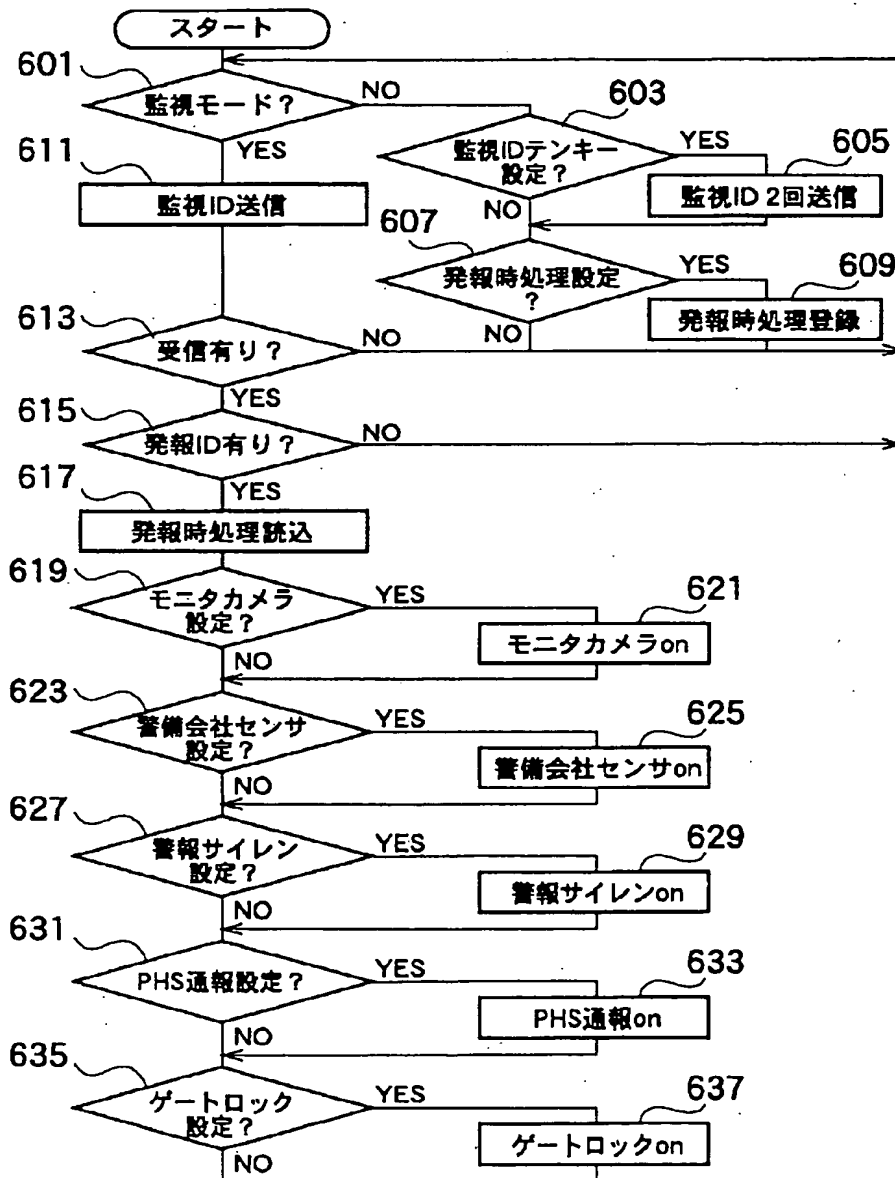 スタート
601
監視モード？
NO
YES
603
監視IDテンキー
設定？
YES
NO
605
監視ID 2回送信
611
監視ID送信
607
発報時処理設定
？
YES
NO
609
発報時処理登録
613
受信有り？
NO
YES
615
発報ID有り？
NO
YES
617
発報時処理読込
619
モニタカメラ
設定？
YES
NO
621
モニタカメラon
623
警備会社センサ
設定？
YES
NO
625
警備会社センサon
627
警報サイレン
設定？
YES
NO
629
警報サイレンon
631
PHS通報設定？
YES
NO
633
PHS通報on
635
ゲートロック
設定？
YES
NO
637
ゲートロックon